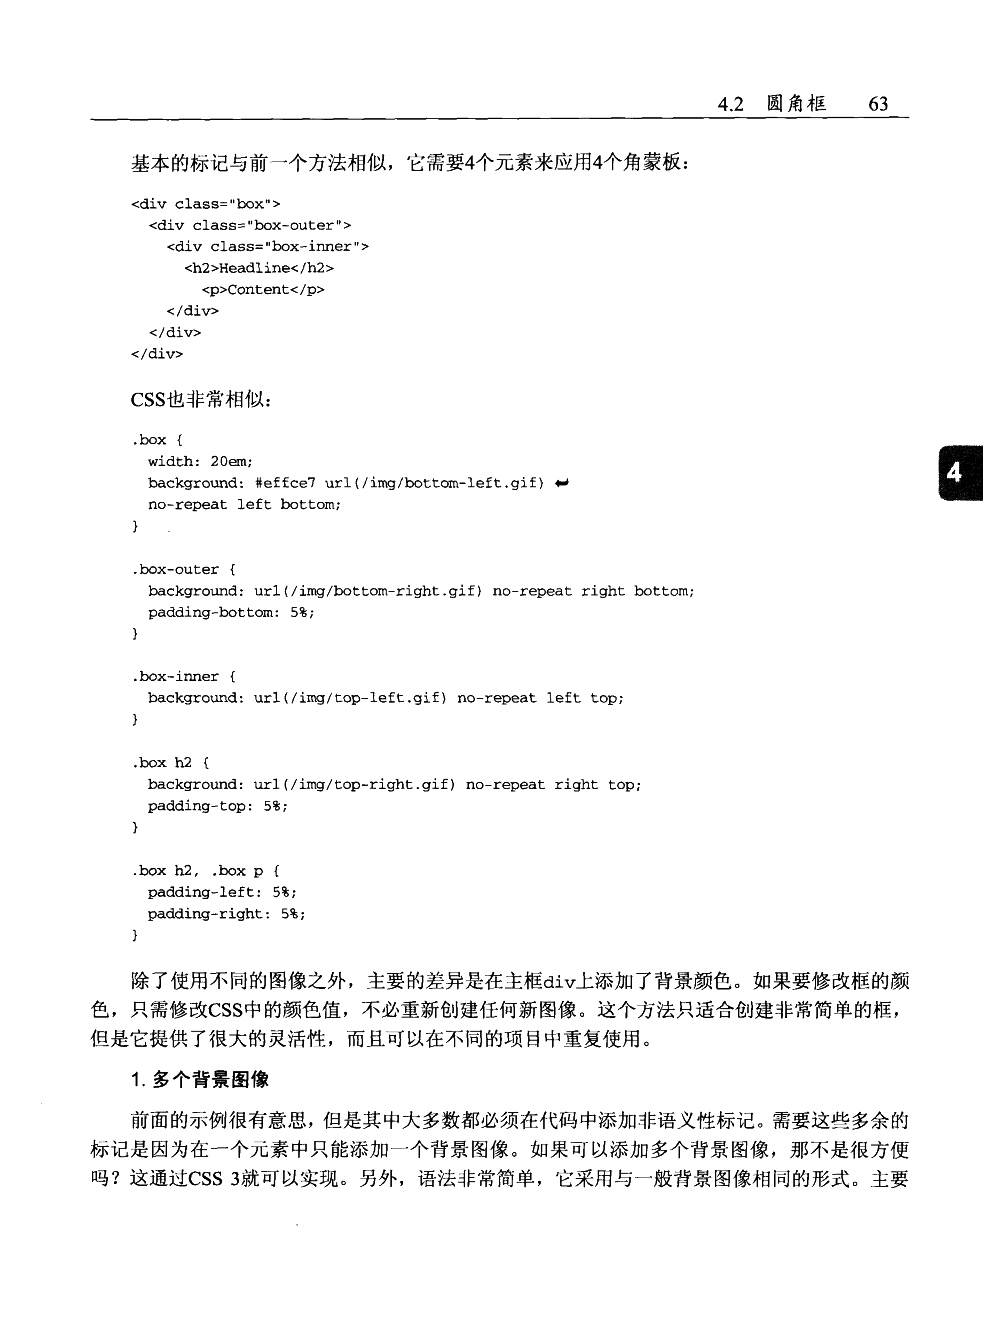 4.2 圆角框 63
基本的标记与前一个方法相似，它需要4个元素来应用4个角蒙板：
<div class="box">
<div class="box-outer">
<div class="box-inner">
<h2>Headline</h2>
<p>Content</p>
</div>
</div>
</div>
CSS也非常相似：
.box {
width: 20em;
background: #effce7 url(/img/bottom-left.gif) ↩
no-repeat left bottom;
}
4
.box-outer {
background: url(/img/bottom-right.gif) no-repeat right bottom;
padding-bottom: 5%;
}
.box-inner {
background: url(/img/top-left.gif) no-repeat left top;
}
.box h2 {
background: url(/img/top-right.gif) no-repeat right top;
padding-top: 5%;
}
.box h2, .box p {
padding-left: 5%;
padding-right: 5%;
}
除了使用不同的图像之外，主要的差异是在主框div上添加了背景颜色。如果要修改框的颜
色，只需修改CSS中的颜色值，不必重新创建任何新图像。这个方法只适合创建非常简单的框，
但是它提供了很大的灵活性，而且可以在不同的项目中重复使用。
1. 多个背景图像
前面的示例很有意思，但是其中大多数都必须在代码中添加非语义性标记。需要这些多余的
标记是因为在一个元素中只能添加一个背景图像。如果可以添加多个背景图像，那不是很方便
吗？这通过CSS 3就可以实现。另外，语法非常简单，它采用与一般背景图像相同的形式。主要